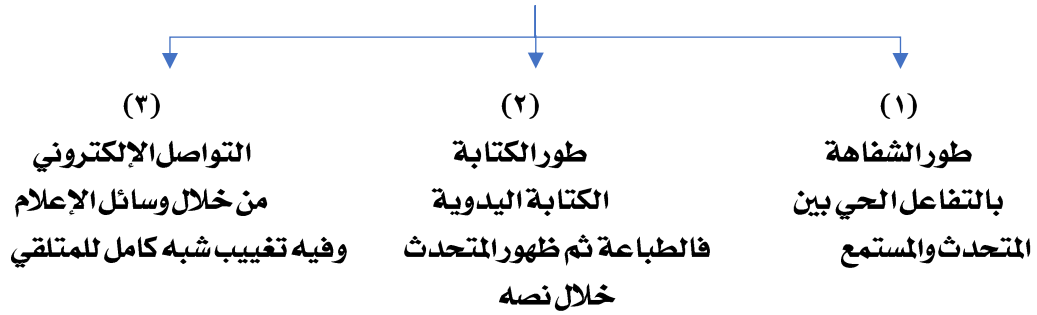 (١)
طور الشفاهة
بالتفاعل الحي بين
المتحدث والمستمع
(٢)
طور الكتابة
الكتابة اليدوية
فالطباعة ثم ظهور المتحدث
خلال نصه
(٣)
التواصل الإلكتروني
من خلال وسائل الإعلام
وفيه تغييب شبه كامل للمتلقي